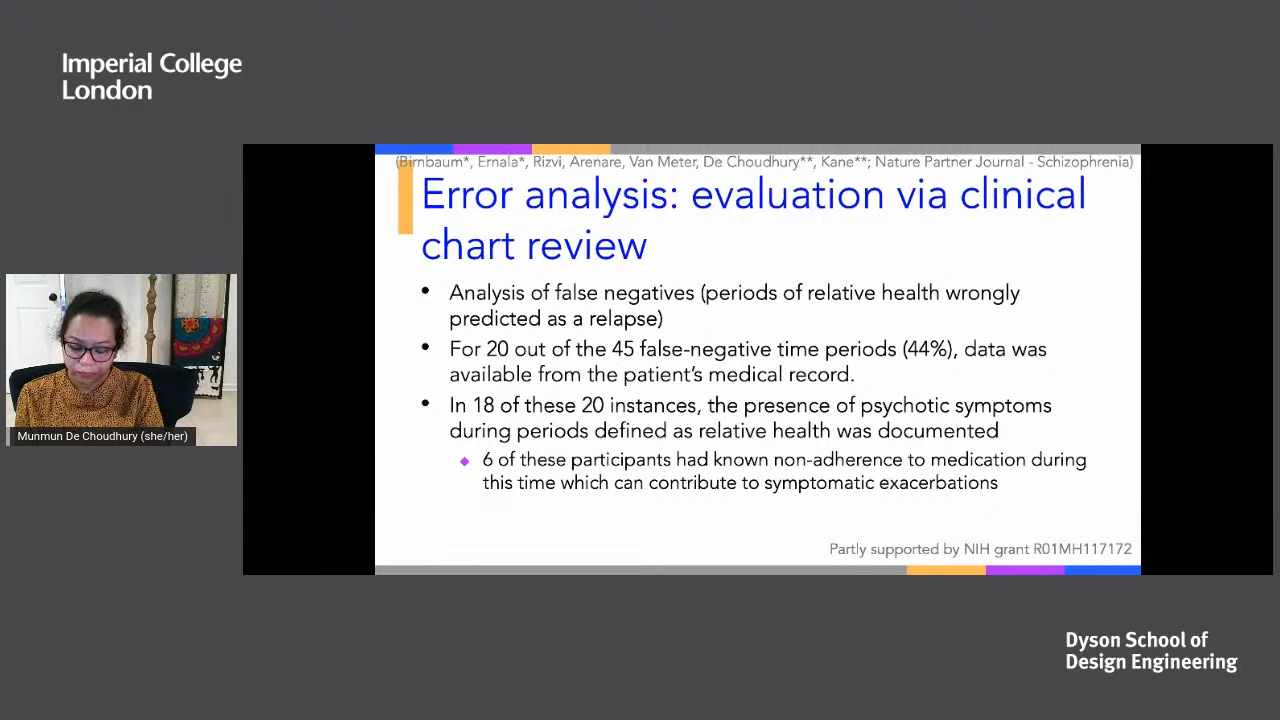 Imperial College
London
(Birnbaum*, Ernala*, Rizvi, Arenare, Van Meter, De Choudhury**, Kane**; Nature Partner Journal - Schizophrenia)
Error analysis: evaluation via clinical
chart review
• Analysis of false negatives (periods of relative health wrongly
predicted as a relapse)
• For 20 out of the 45 false-negative time periods (44%), data was
available from the patient's medical record.
• In 18 of these 20 instances, the presence of psychotic symptoms
during periods defined as relative health was documented
◆ 6 of these participants had known non-adherence to medication during
this time which can contribute to symptomatic exacerbations
Partly supported by NIH grant R01MH117172
Munmun De Choudhury (she/her)
Dyson School of
Design Engineering